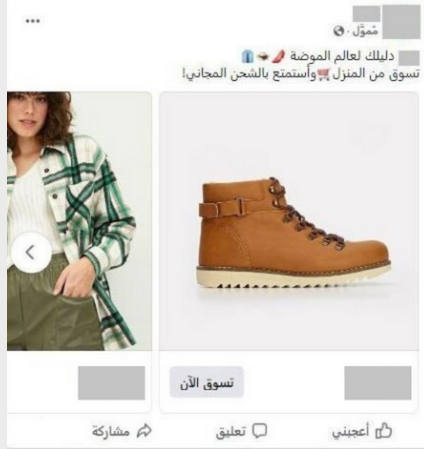 مُموَّل ·
دليلك لعالم الموضة 👠👒👔
تسوق من المنزل🛒وأستمتع بالشحن المجاني!
تسوق الآن
أعجبني
تعليق
مشاركة